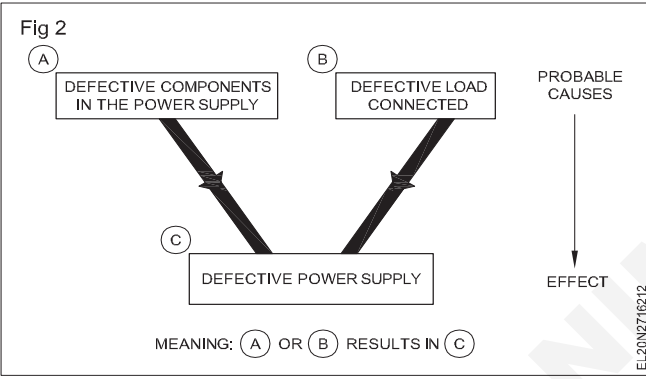 Fig 2
A
DEFECTIVE COMPONENTS
IN THE POWER SUPPLY
B
DEFECTIVE LOAD
CONNECTED
PROBABLE
CAUSES
C
DEFECTIVE POWER SUPPLY
EFFECT
MEANING: A OR B RESULTS IN C
EL20N2716212